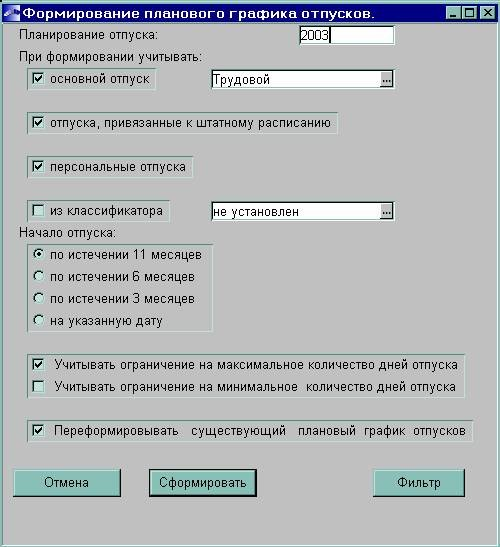 Формирование планового графика отпусков.
Планирование отпуска: 2003
При формировании учитывать:
основной отпуск Трудовой ...
отпуска, привязанные к штатному расписанию
персональные отпуска
из классификатора не установлен ...
Начало отпуска:
по истечении 11 месяцев
по истечении 6 месяцев
по истечении 3 месяцев
на указанную дату
Учитывать ограничение на максимальное количество дней отпуска
Учитывать ограничение на минимальное количество дней отпуска
Переформировывать существующий плановый график отпусков
Отмена Сформировать Фильтр